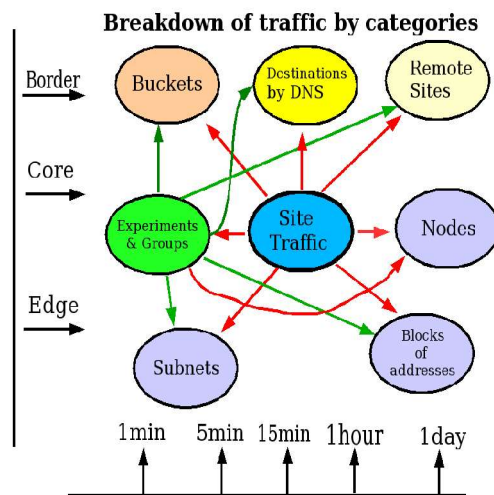 Breakdown of traffic by categories
Border
Buckets
Destinations
by DNS
Remote
Sites
Core
Experiments
& Groups
Site
Traffic
Nodes
Edge
Subnets
Blocks
of
addresses
1min
5min
15min
1hour
1day